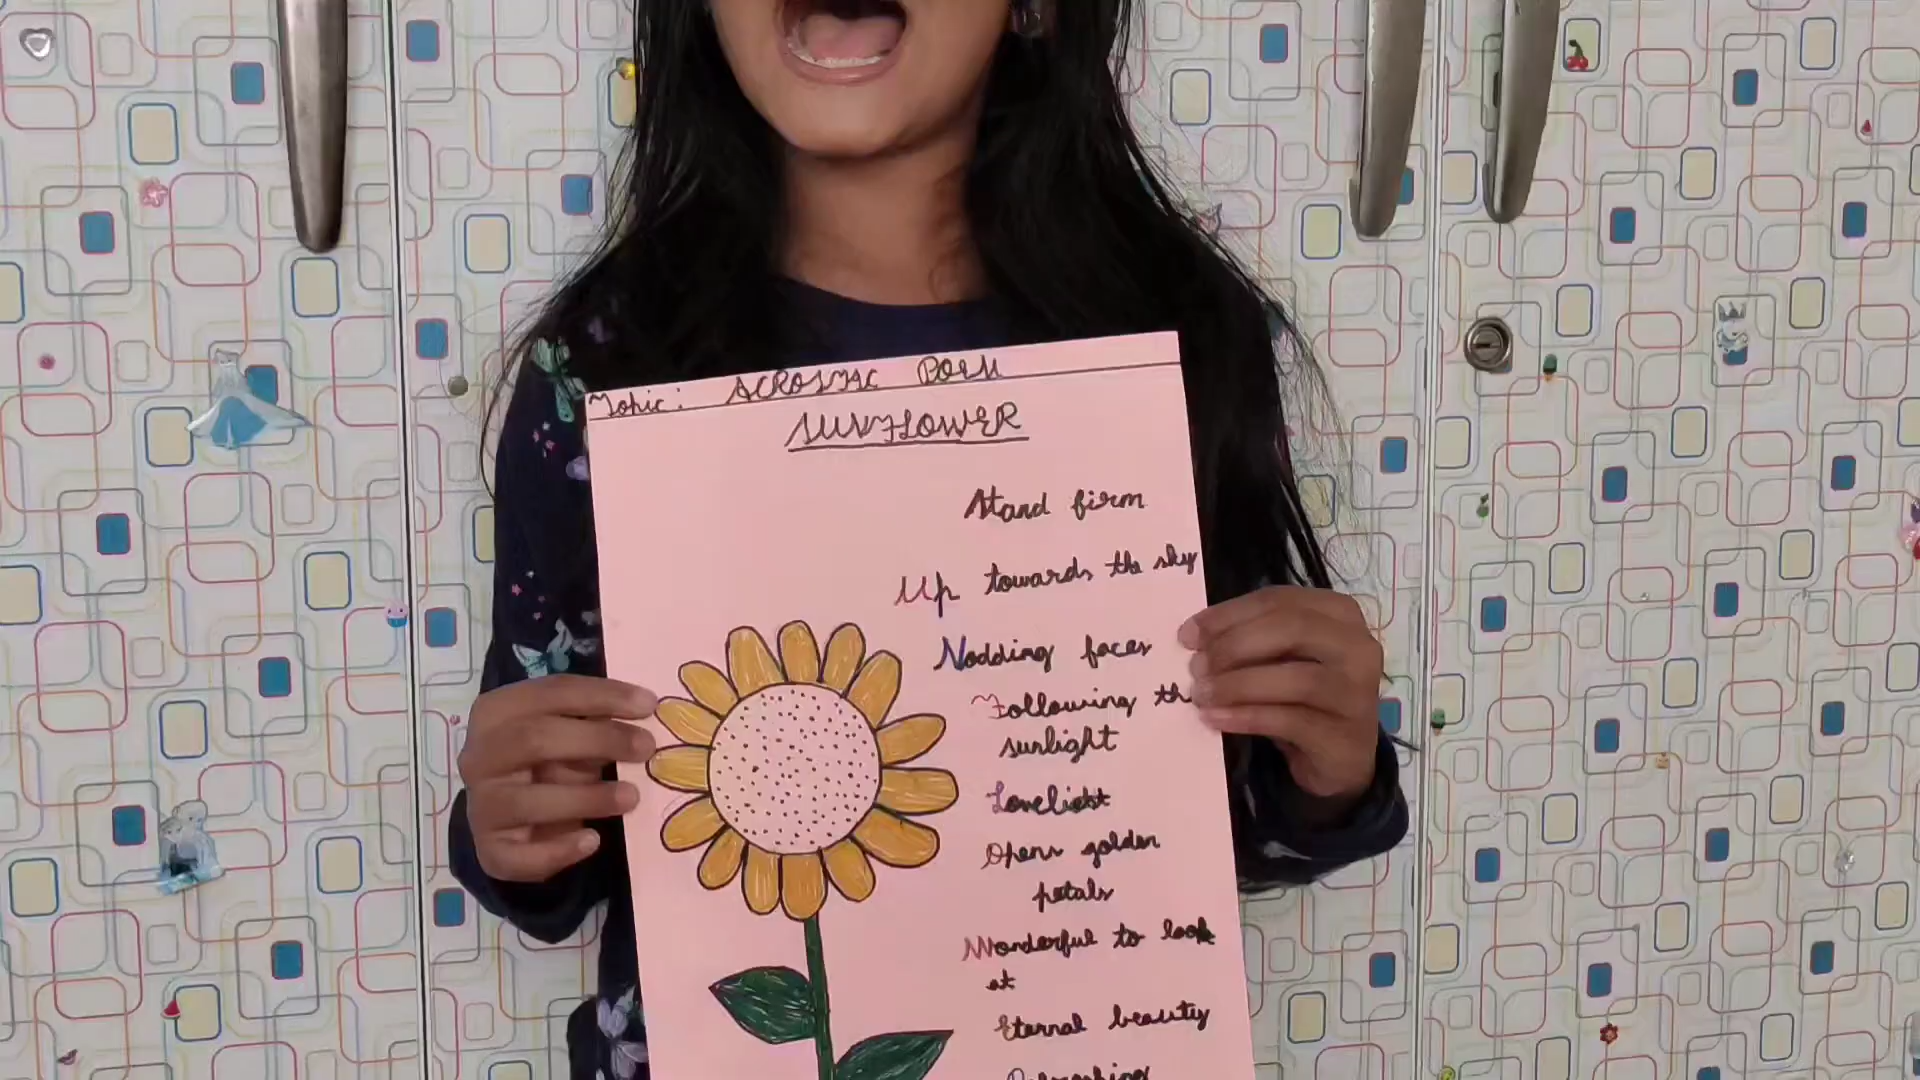 Topic: ACROSTIC POEM
SUNFLOWER
Stand firm
Up towards the sky
Nodding faces
Following the
sunlight
Loveliest
Opens golden
petals
Wonderful to look
at
Eternal beauty
Refreshing